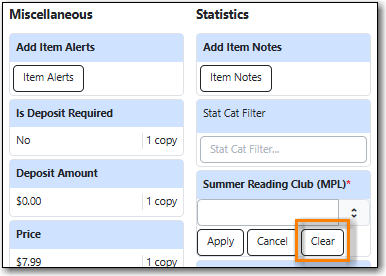 Miscellaneous
Add Item Alerts
Item Alerts
Is Deposit Required
No 1 copy
Deposit Amount
$0.00 1 copy
Price
$7.99 1 copy
Statistics
Add Item Notes
Item Notes
Stat Cat Filter
Stat Cat Filter...
Summer Reading Club (MPL)*
Apply Cancel Clear